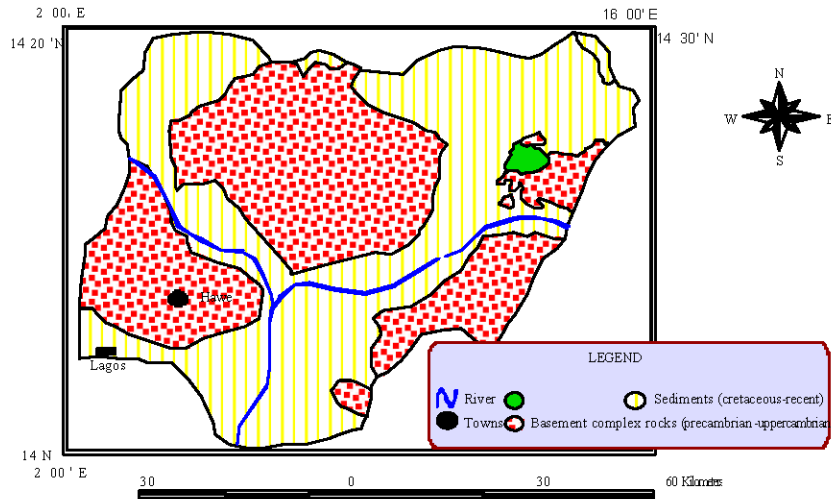 2 00' E
16 00' E
14 20 ' N
14 30 ' N
N
W
E
S
Hawe
Lagos
LEGEND
River
Sediments (cretaceous-recent)
Towns
Basement complex rocks (precambrian -uppercambrian
14 N
2 00 ' E
30 0 30 60 Kilometers